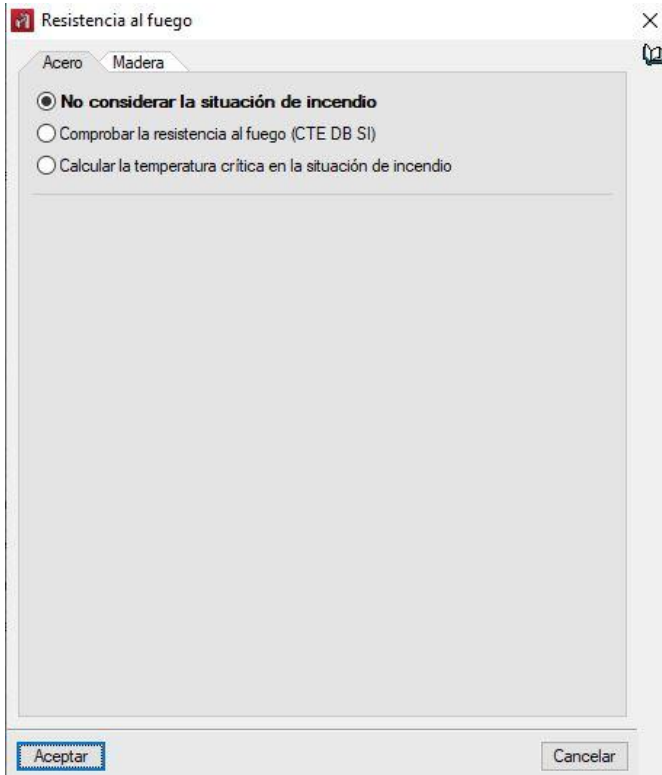 Resistencia al fuego
Acero Madera
No considerar la situación de incendio
Comprobar la resistencia al fuego (CTE DB SI)
Calcular la temperatura crítica en la situación de incendio
Aceptar Cancelar